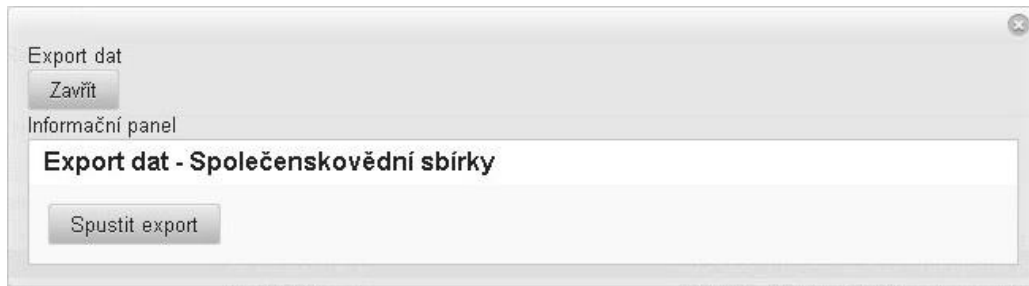 Export dat
Zavřít
Informační panel
Export dat - Společenskovědní sbírky
Spustit export